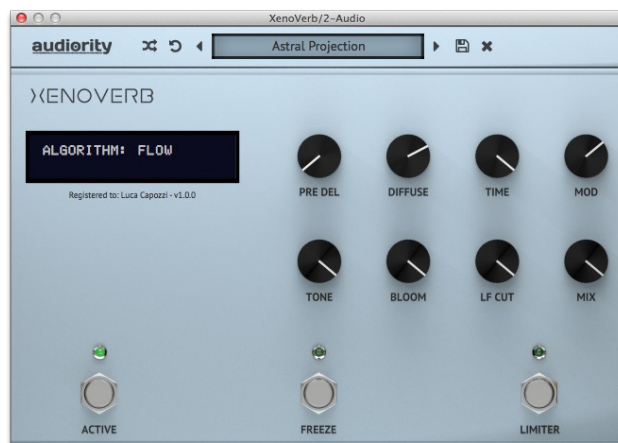 XenoVerb/2-Audio
audiority
Astral Projection
XENOVERB
ALGORITHM: FLOW
Registered to: Luca Capozzi - v1.0.0
PRE DEL DIFFUSE TIME MOD
TONE BLOOM LF CUT MIX
ACTIVE FREEZE LIMITER